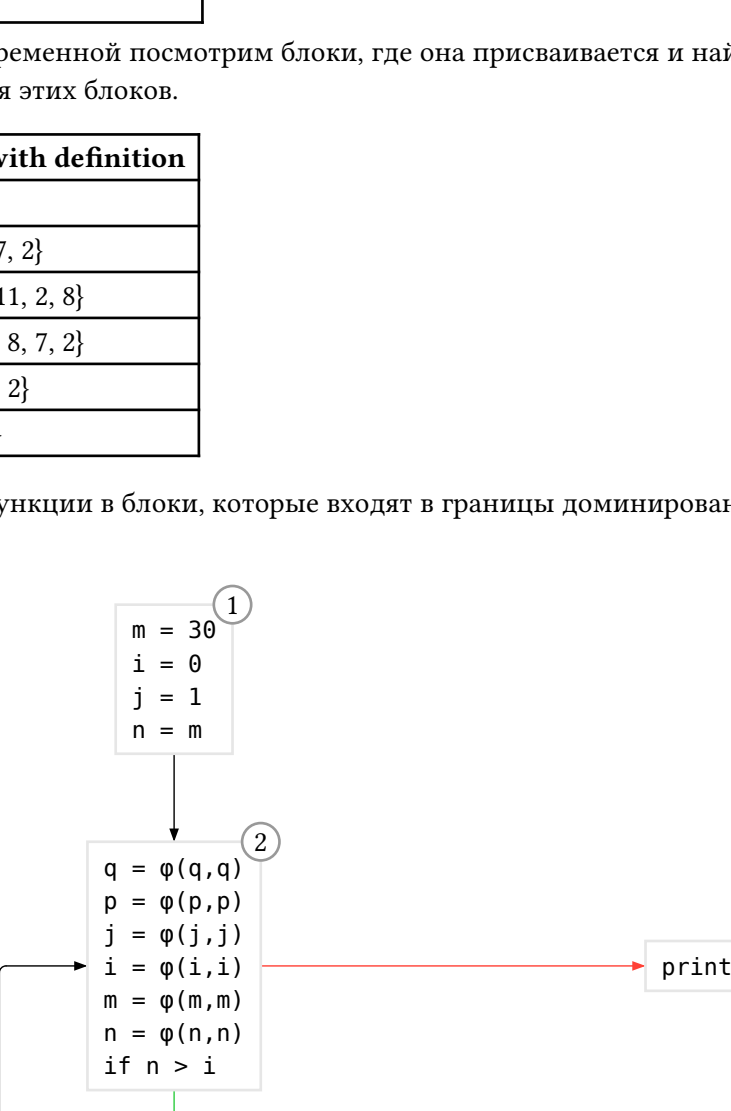 ременной посмотрим блоки, где она присваивается и най
я этих блоков.
with definition
7, 2}
11, 2, 8}
8, 7, 2}
2}
ункции в блоки, которые входят в границы доминирован
1
m = 30
i = 0
j = 1
n = m
2
q = φ(q,q)
p = φ(p,p)
j = φ(j,j)
i = φ(i,i)
m = φ(m,m)
n = φ(n,n)
if n > i
print